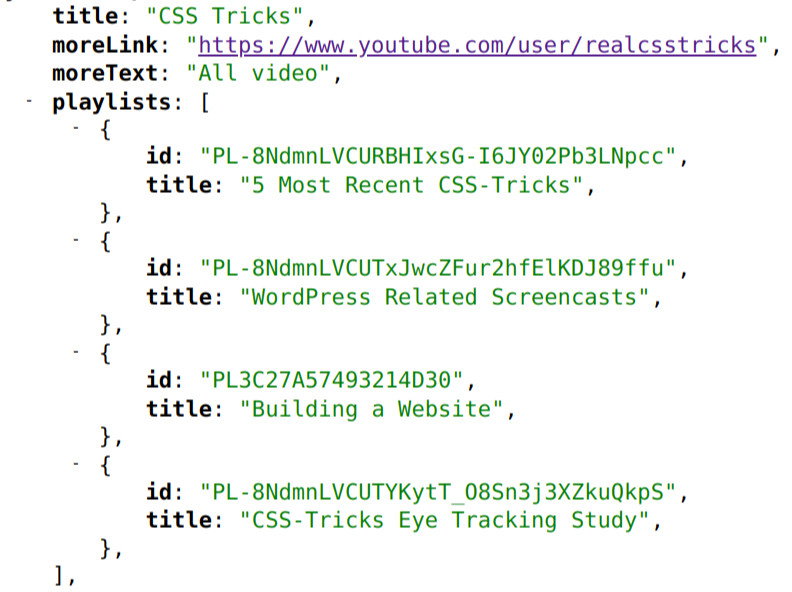 title: "CSS Tricks",
moreLink: "https://www.youtube.com/user/realcsstricks",
moreText: "All video",
- playlists: [
- {
id: "PL-8NdmnLVCURBHIxsG-I6JY02Pb3LNpcc",
title: "5 Most Recent CSS-Tricks",
},
- {
id: "PL-8NdmnLVCUTxJwcZFur2hfElKDJ89ffu",
title: "WordPress Related Screencasts",
},
- {
id: "PL3C27A57493214D30",
title: "Building a Website",
},
- {
id: "PL-8NdmnLVCUTYKytT_O8Sn3j3XZkuQkpS",
title: "CSS-Tricks Eye Tracking Study",
},
],